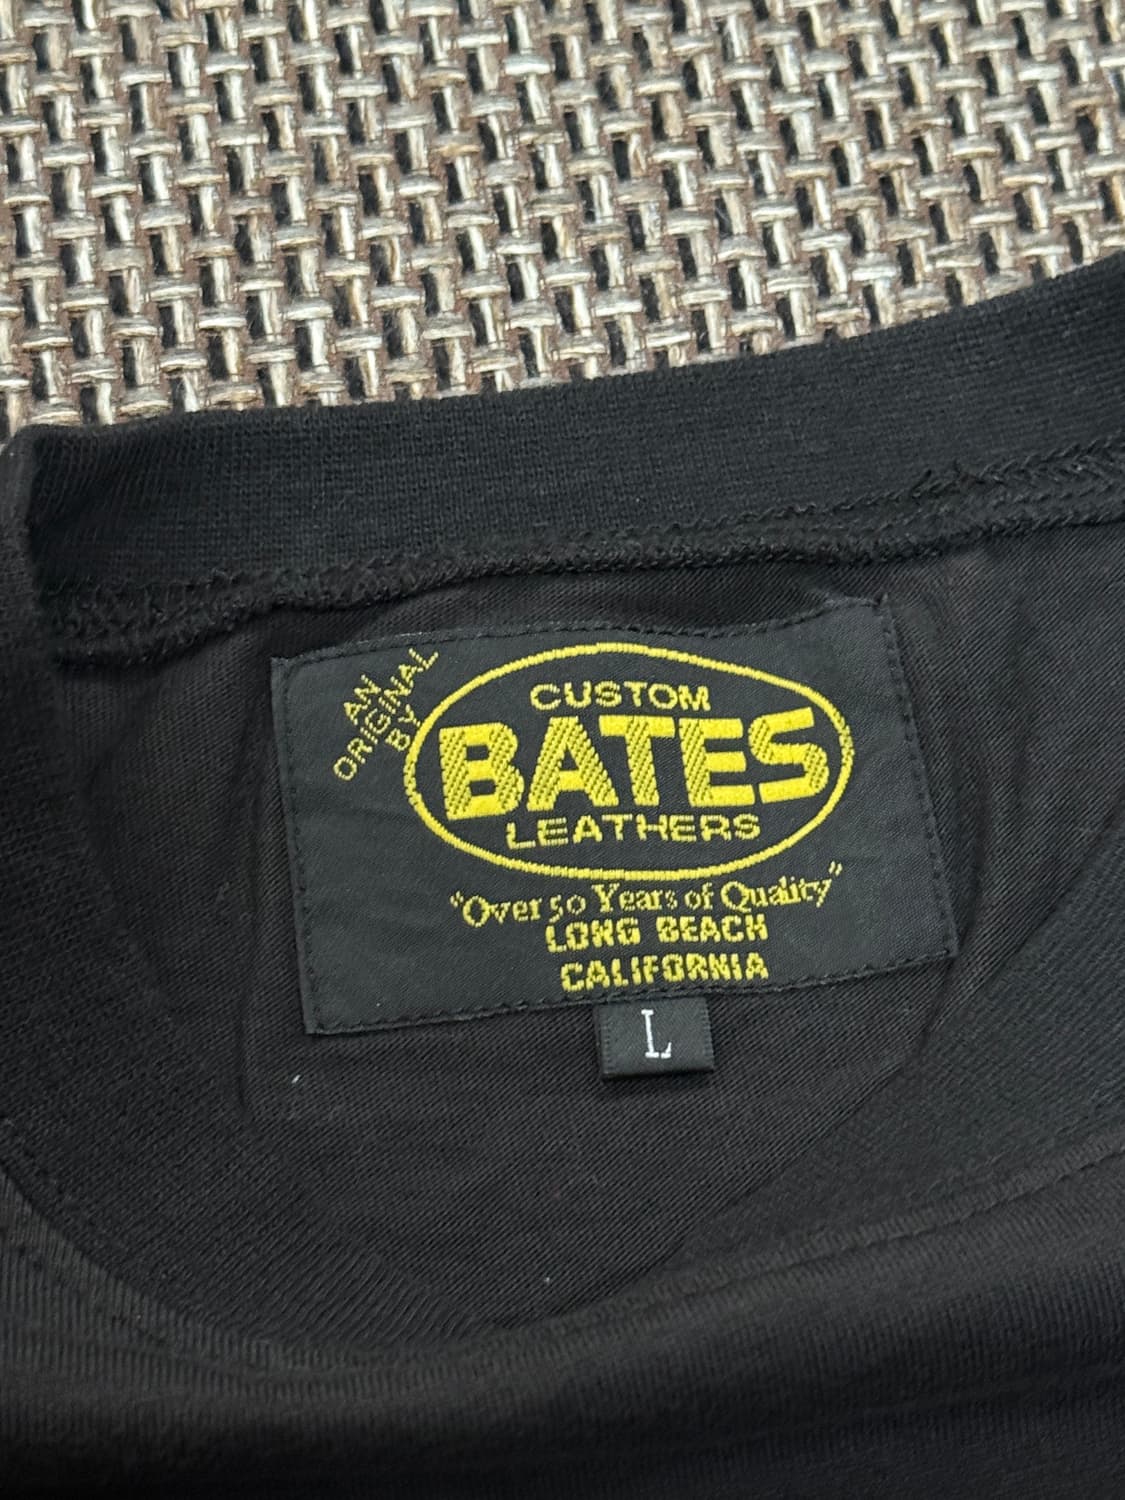 AN
ORIGINAL
BY
CUSTOM
BATES
LEATHERS
"Over 50 Years of Quality"
LONG BEACH
CALIFORNIA
L